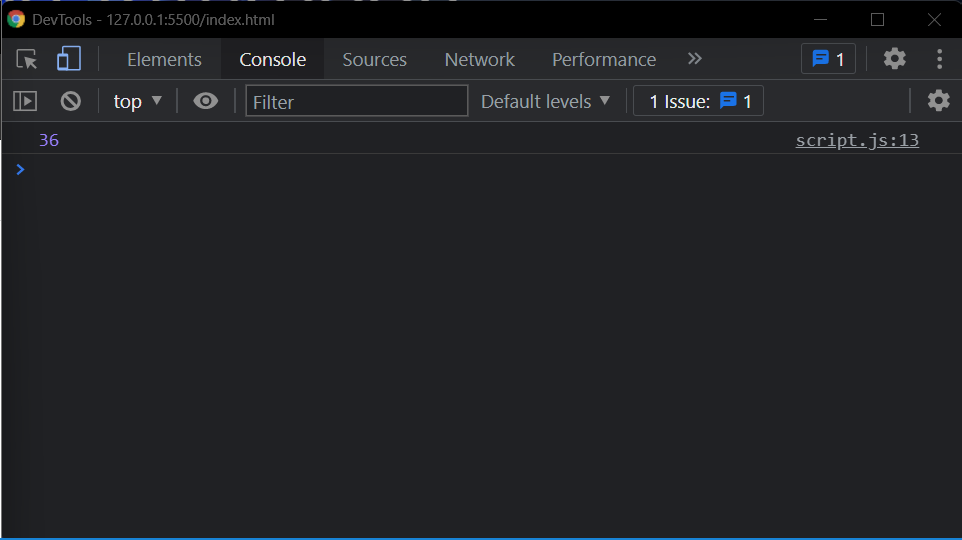 DevTools - 127.0.0.1:5500/index.html
Elements Console Sources Network Performance 1
top Filter Default levels 1 Issue: 1
36 script.js:13